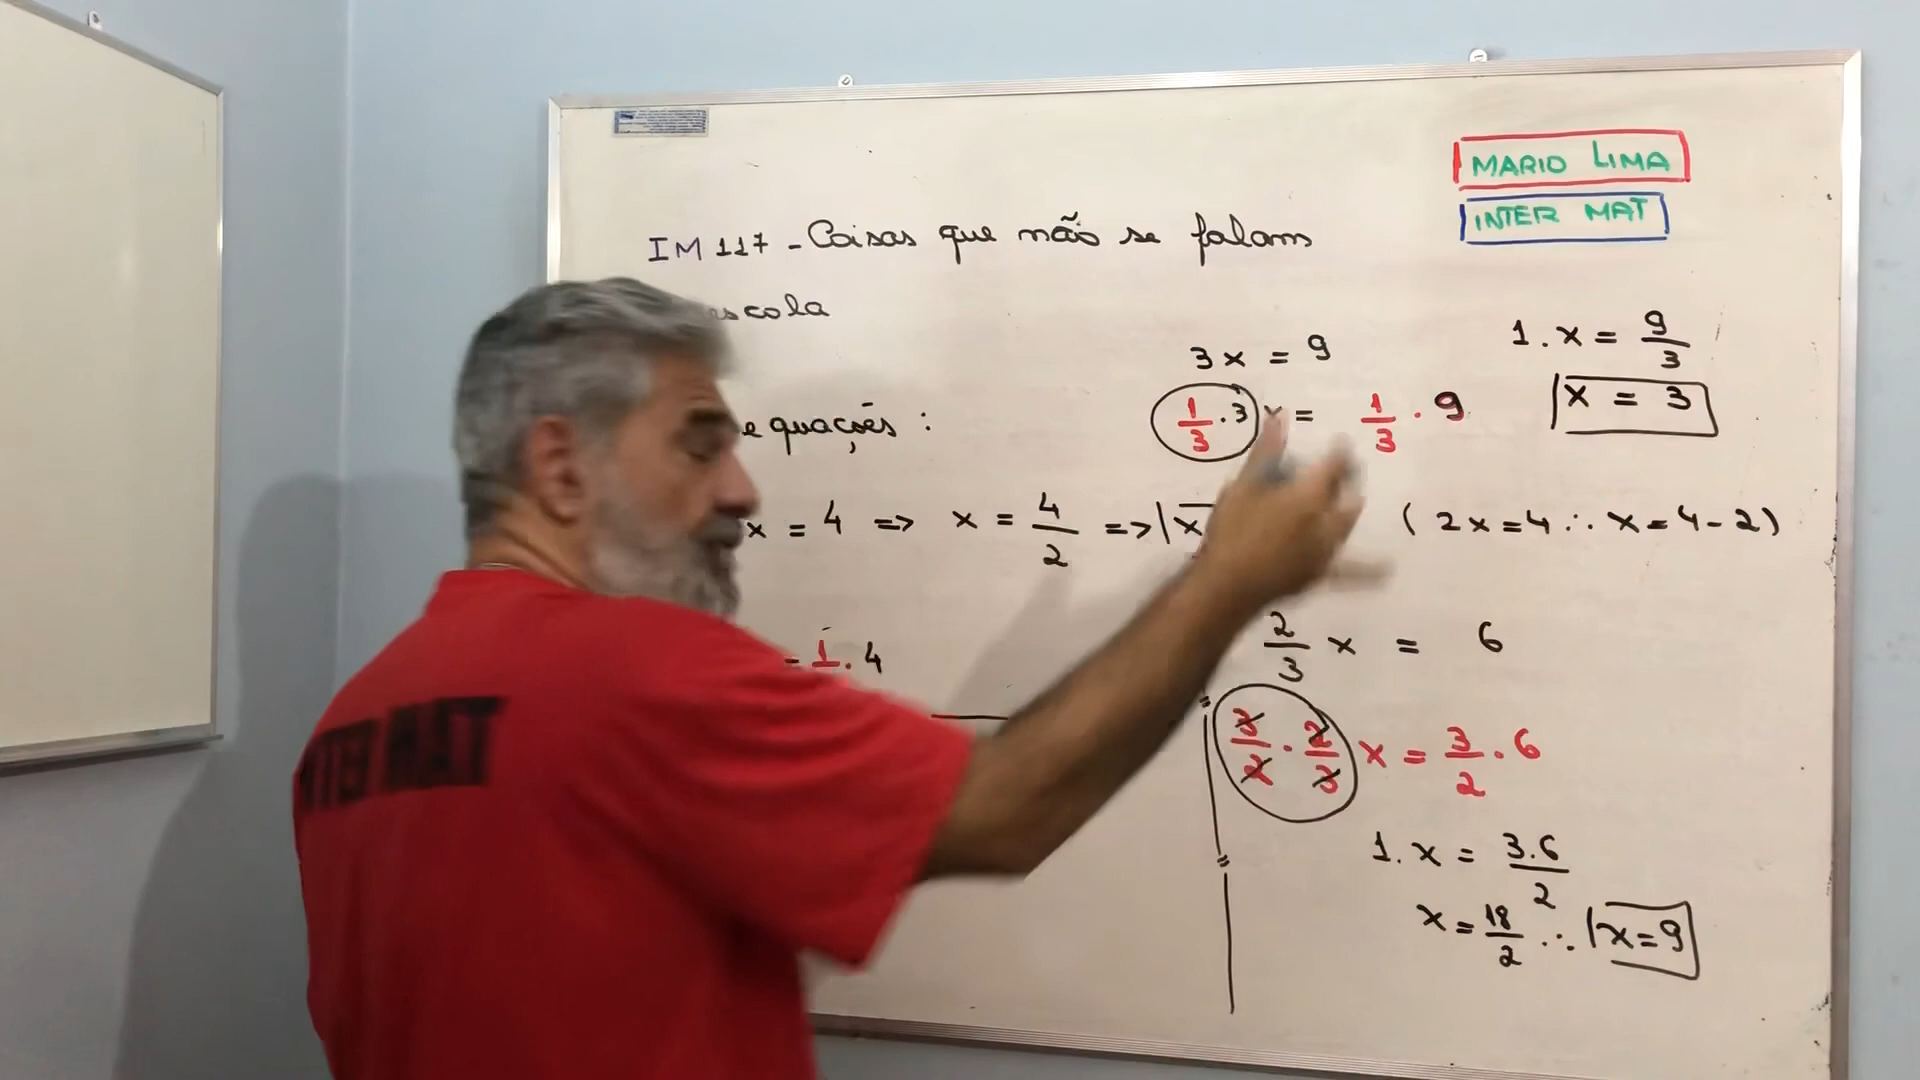 MARIO LIMA
INTER MAT
IM 117 - Coisas que não se falam
escola
equações :
x = 4 => x = 4/2 => x
= 1 . 4
3x = 9
1/3 . 3 x = 1/3 . 9
1 . x = 9/3
x = 3
( 2x = 4 ∴ x = 4 - 2 )
2/3 x = 6
3/2 . 2/3 x = 3/2 . 6
1 . x = 3.6/2
x = 18/2 ∴ x = 9
INTER MAT